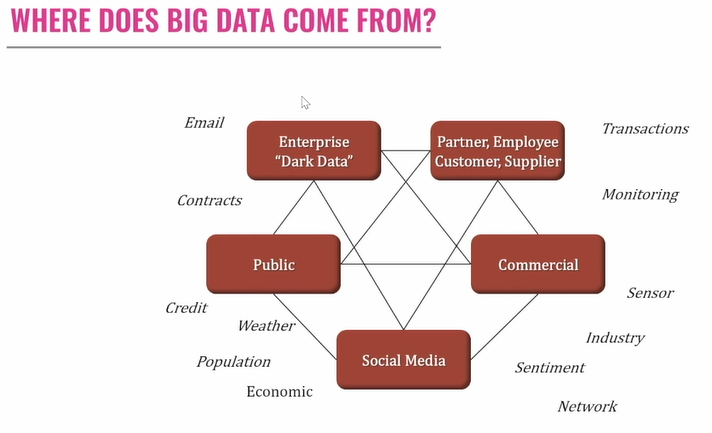 WHERE DOES BIG DATA COME FROM?
Email
Enterprise
“Dark Data”
Partner, Employee
Customer, Supplier
Transactions
Contracts
Monitoring
Public
Commercial
Credit
Weather
Sensor
Population
Economic
Social Media
Industry
Sentiment
Network